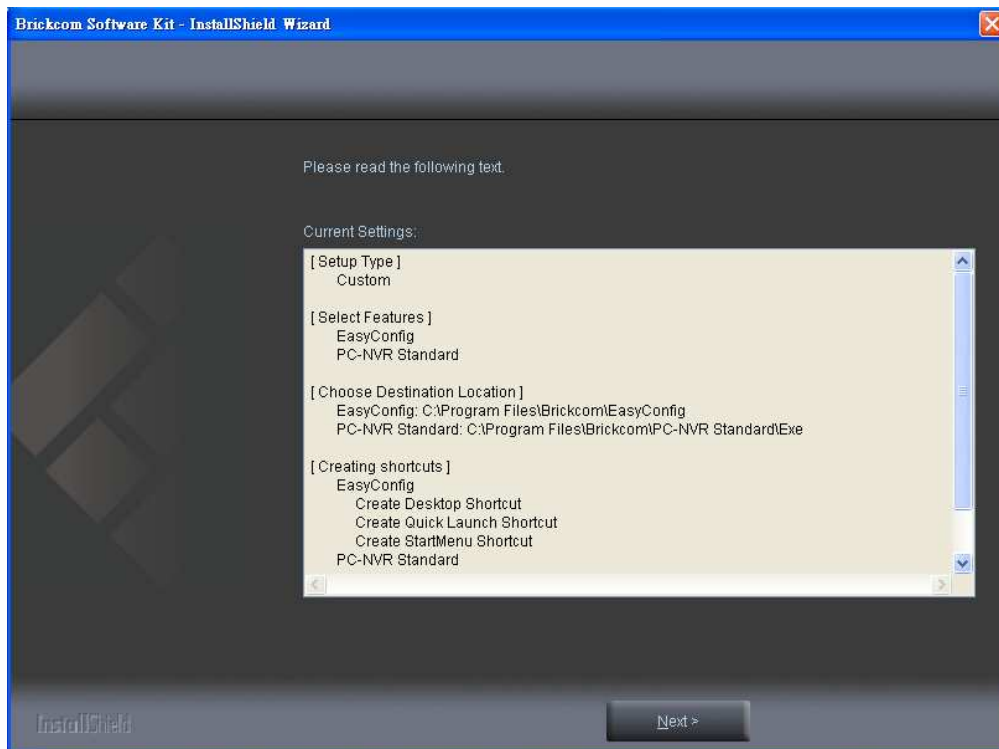 Brickcom Software Kit - InstallShield Wizard
Please read the following text.
Current Settings:
[ Setup Type ]
Custom
[ Select Features ]
EasyConfig
PC-NVR Standard
[ Choose Destination Location ]
EasyConfig: C:\Program Files\Brickcom\EasyConfig
PC-NVR Standard: C:\Program Files\Brickcom\PC-NVR Standard\Exe
[ Creating shortcuts ]
EasyConfig
Create Desktop Shortcut
Create Quick Launch Shortcut
Create StartMenu Shortcut
PC-NVR Standard
InstallShield
Next >